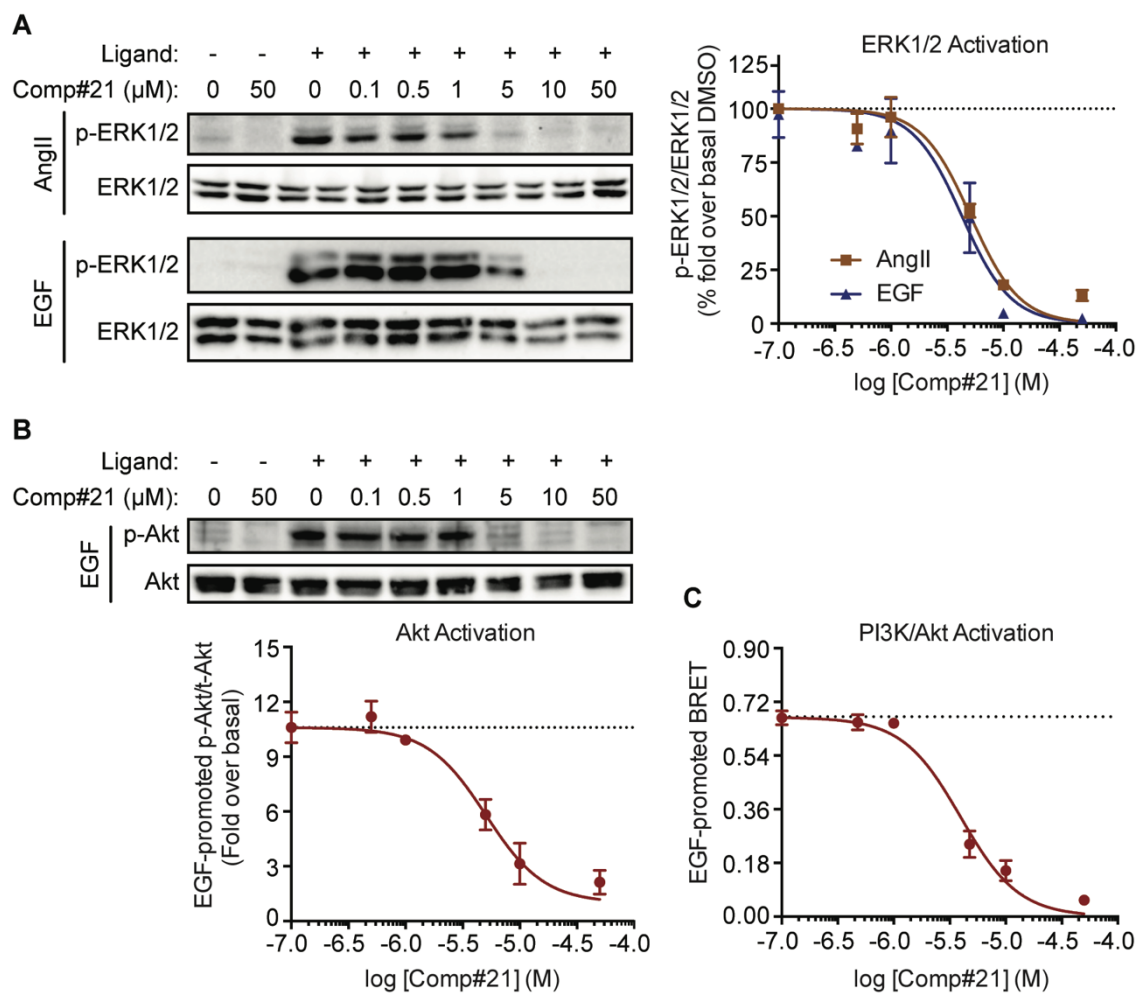 A
Ligand: - - + + + + + + +
Comp#21 (µM): 0 50 0 0.1 0.5 1 5 10 50
AngII
p-ERK1/2
ERK1/2
EGF
p-ERK1/2
ERK1/2
ERK1/2 Activation
p-ERK1/2/ERK1/2
(% fold over basal DMSO)
125
100
75
50
25
0
AngII
EGF
-7.0 -6.5 -6.0 -5.5 -5.0 -4.5 -4.0
log [Comp#21] (M)
B
Ligand: - - + + + + + + +
Comp#21 (µM): 0 50 0 0.1 0.5 1 5 10 50
EGF
p-Akt
Akt
Akt Activation
EGF-promoted p-Akt/t-Akt
(Fold over basal)
15
12
9
6
3
0
-7.0 -6.5 -6.0 -5.5 -5.0 -4.5 -4.0
log [Comp#21] (M)
C
PI3K/Akt Activation
EGF-promoted BRET
0.90
0.72
0.54
0.36
0.18
0.00
-7.0 -6.5 -6.0 -5.5 -5.0 -4.5 -4.0
log [Comp#21] (M)